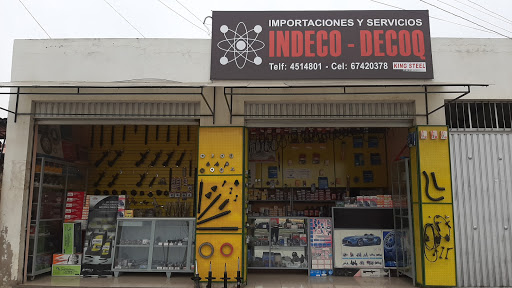 IMPORTACIONES Y SERVICIOS
INDECO - DECOQ
Telf: 4514801 - Cel: 67420378
KING STEEL